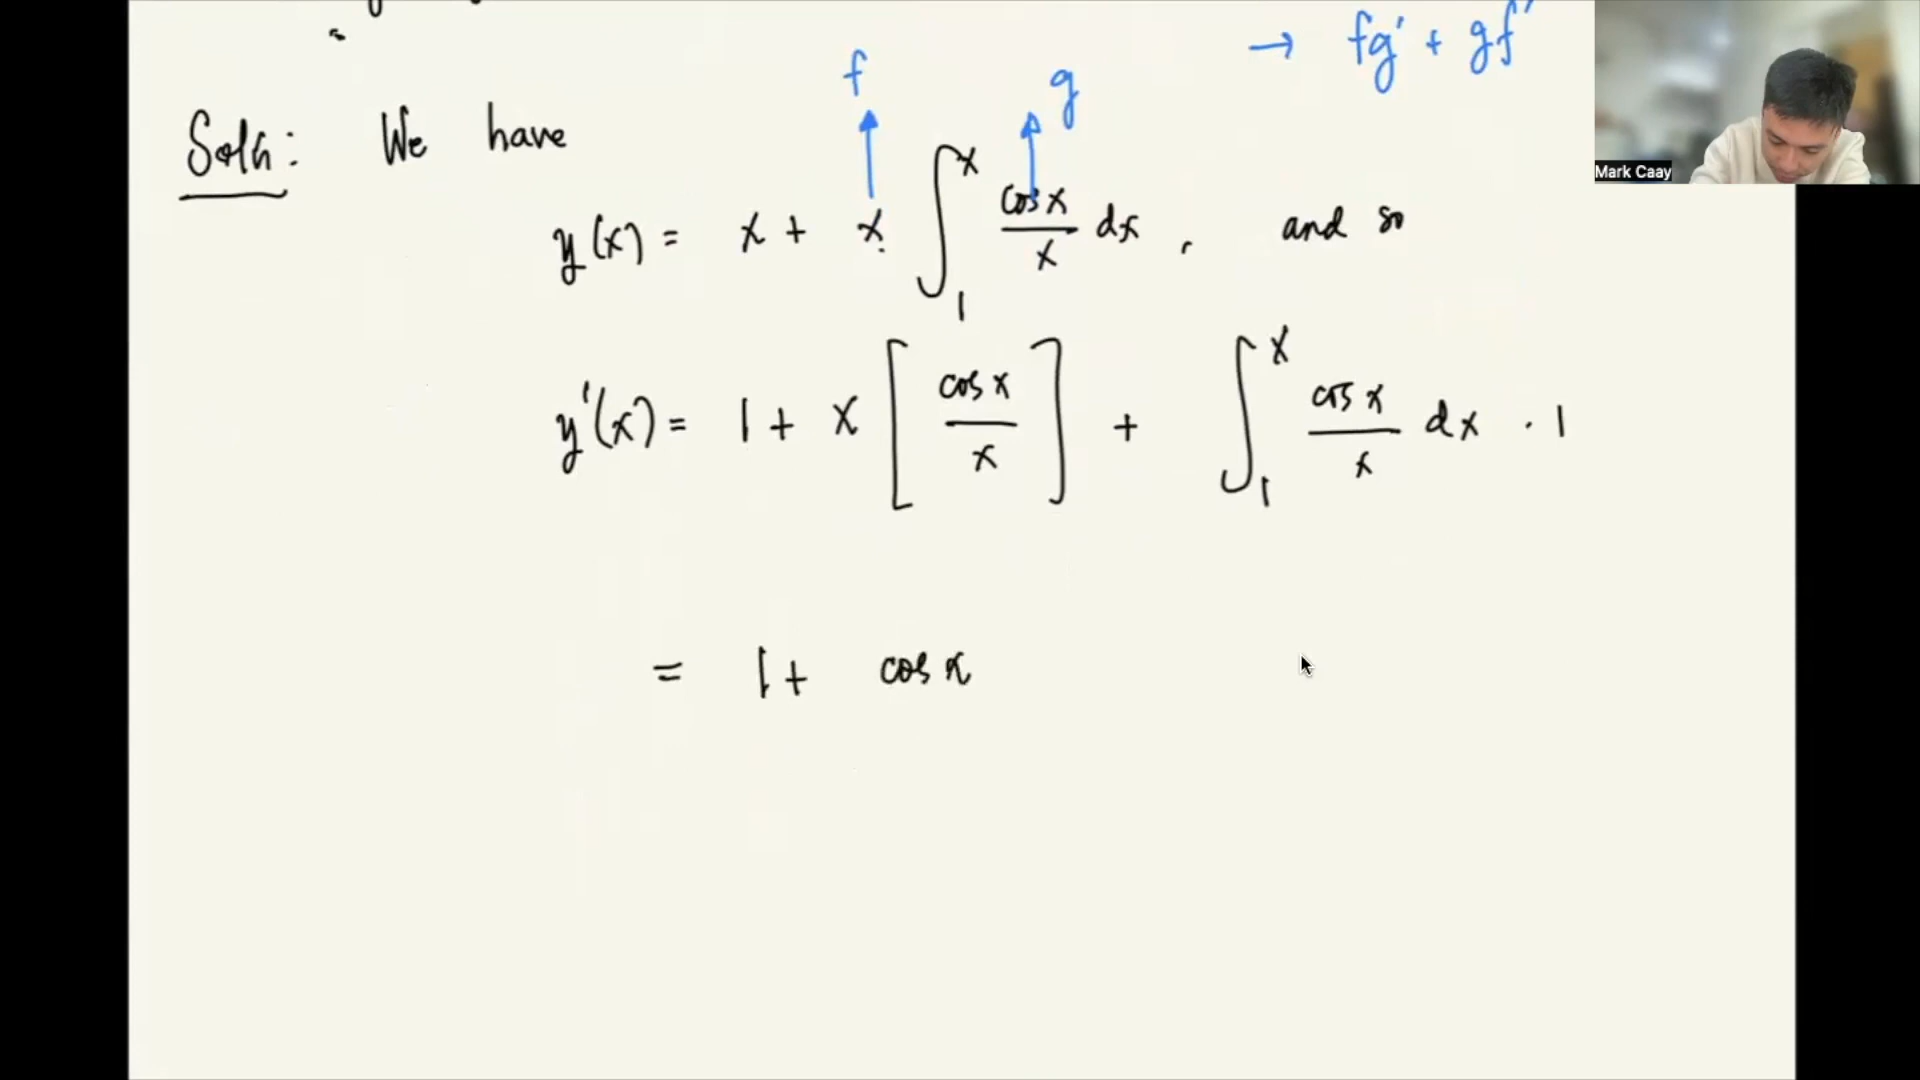 → fg' + gf'
Mark Caay
f g
Soln: We have
y(x) = x + x ∫₁ˣ cos x / x dx , and so
y'(x) = 1 + x [ cos x / x ] + ∫₁ˣ cos x / x dx · 1
= 1 + cos x